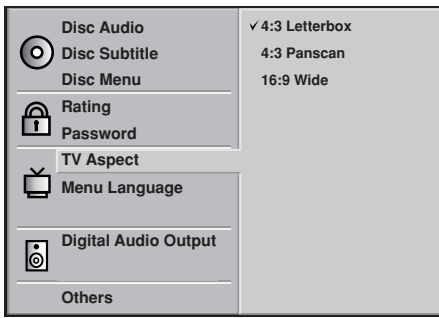 Disc Audio
Disc Subtitle
Disc Menu
Rating
Password
TV Aspect
Menu Language
Digital Audio Output
Others
✓ 4:3 Letterbox
4:3 Panscan
16:9 Wide